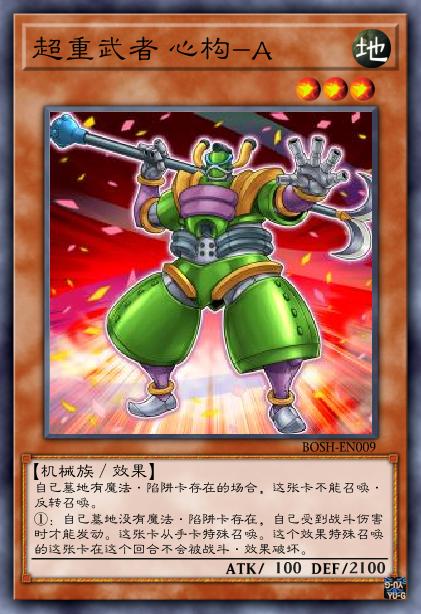 超重武者 心构-A
地
BOSH-EN009
【机械族/效果】
自己墓地有魔法·陷阱卡存在的场合，这张卡不能召唤·
反转召唤。
①：自己墓地没有魔法·陷阱卡存在，自己受到战斗伤害
时才能发动。这张卡从手卡特殊召唤。这个效果特殊召唤
的这张卡在这个回合不会被战斗·效果破坏。
ATK/ 100 DEF/2100